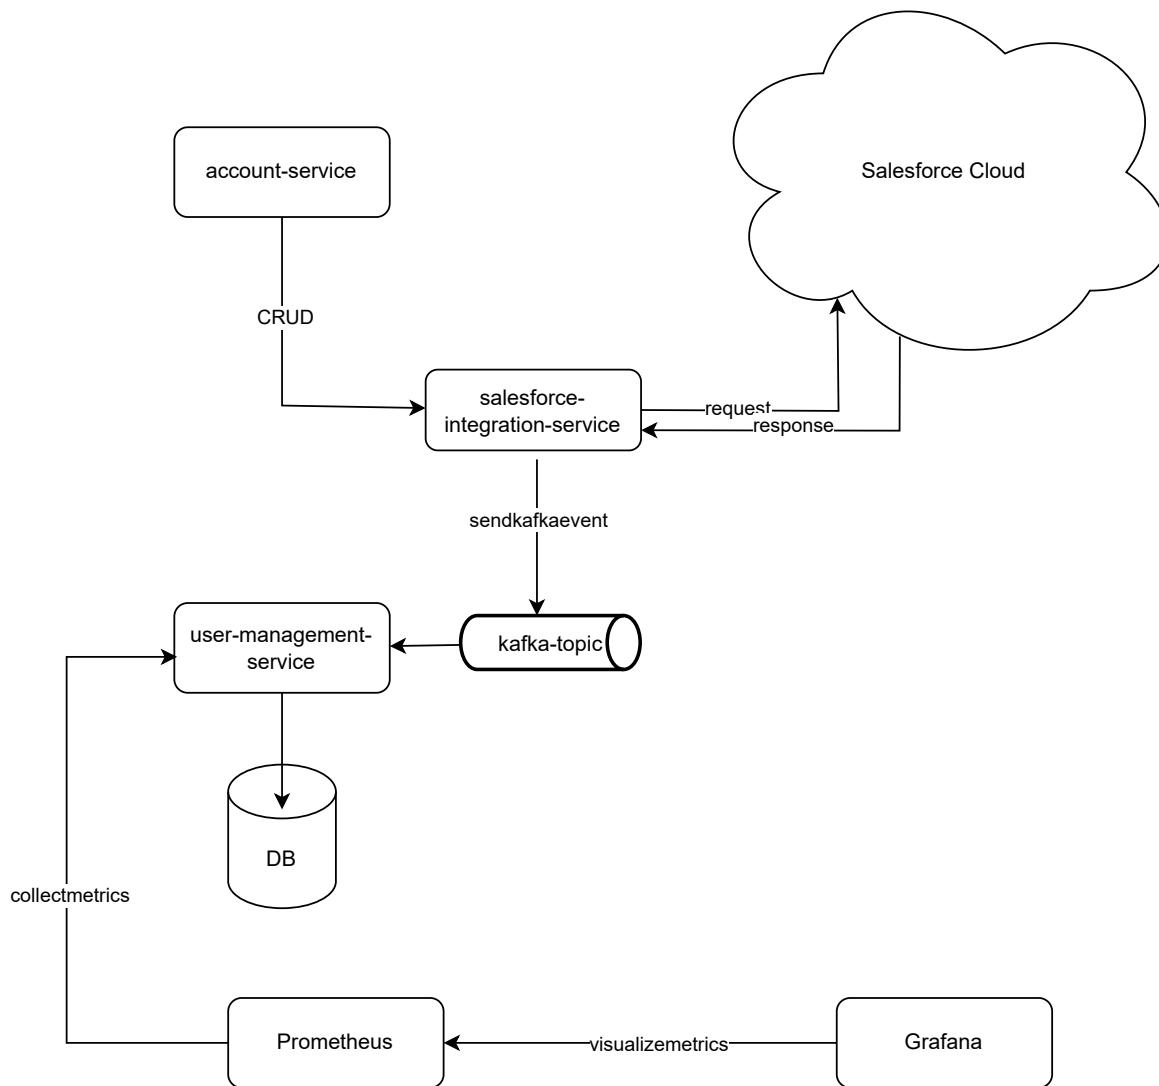 account-service
Salesforce Cloud
CRUD
salesforce-
integration-service
request
response
sendkafkaevent
user-management-
service
kafka-topic
DB
collectmetrics
Prometheus
visualizemetrics
Grafana